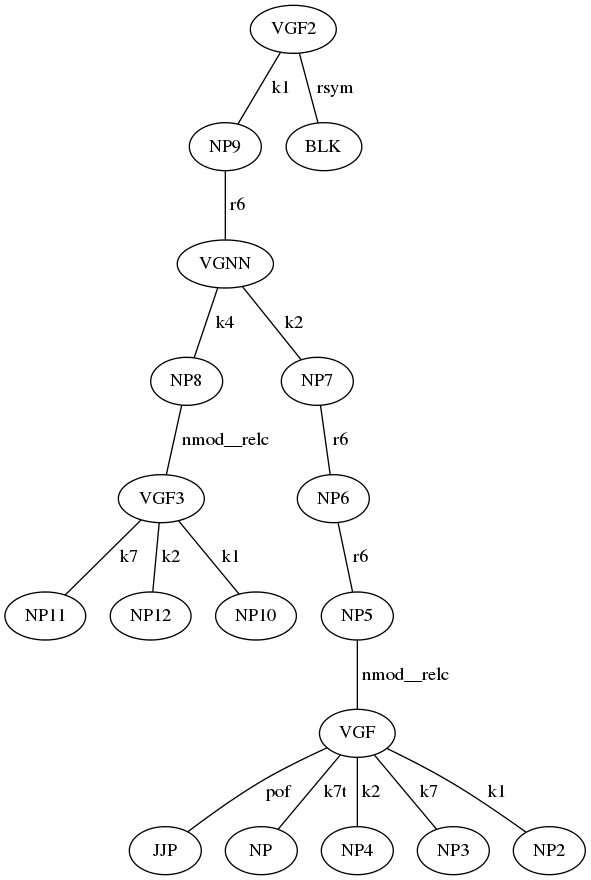 VGF2
k1 rsym
NP9 BLK
r6
VGNN
k4 k2
NP8 NP7
nmod__relc r6
VGF3 NP6
k7 k2 k1 r6
NP11 NP12 NP10 NP5
nmod__relc
VGF
pof k7t k2 k7 k1
JJP NP NP4 NP3 NP2